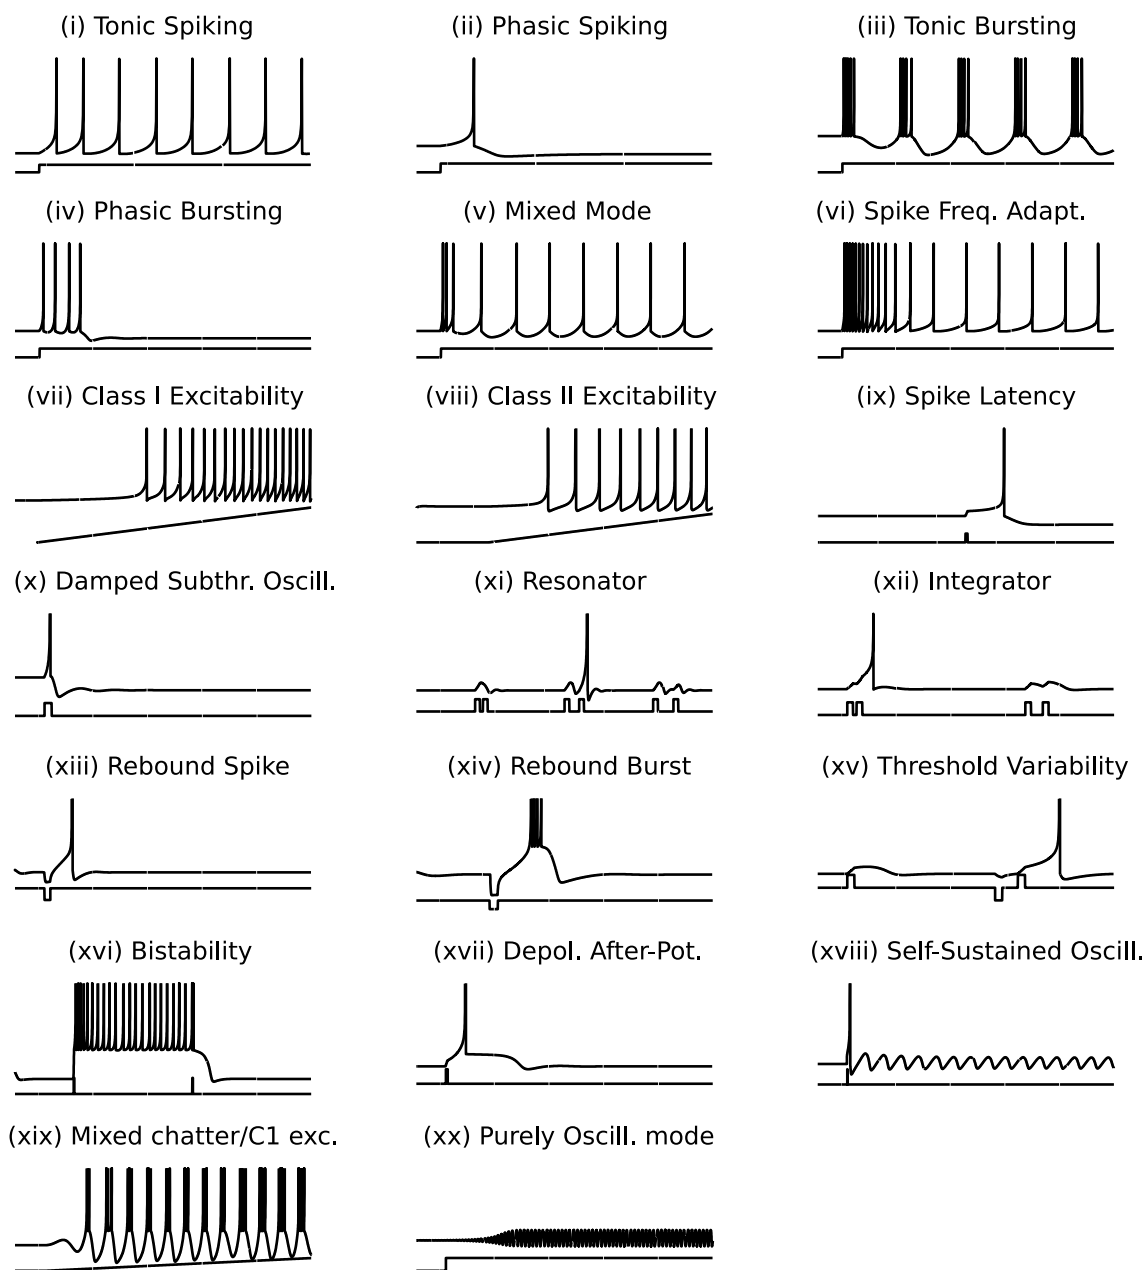 (i) Tonic Spiking
(ii) Phasic Spiking
(iii) Tonic Bursting
(iv) Phasic Bursting
(v) Mixed Mode
(vi) Spike Freq. Adapt.
(vii) Class I Excitability
(viii) Class II Excitability
(ix) Spike Latency
(x) Damped Subthr. Oscill.
(xi) Resonator
(xii) Integrator
(xiii) Rebound Spike
(xiv) Rebound Burst
(xv) Threshold Variability
(xvi) Bistability
(xvii) Depol. After-Pot.
(xviii) Self-Sustained Oscill.
(xix) Mixed chatter/C1 exc.
(xx) Purely Oscill. mode